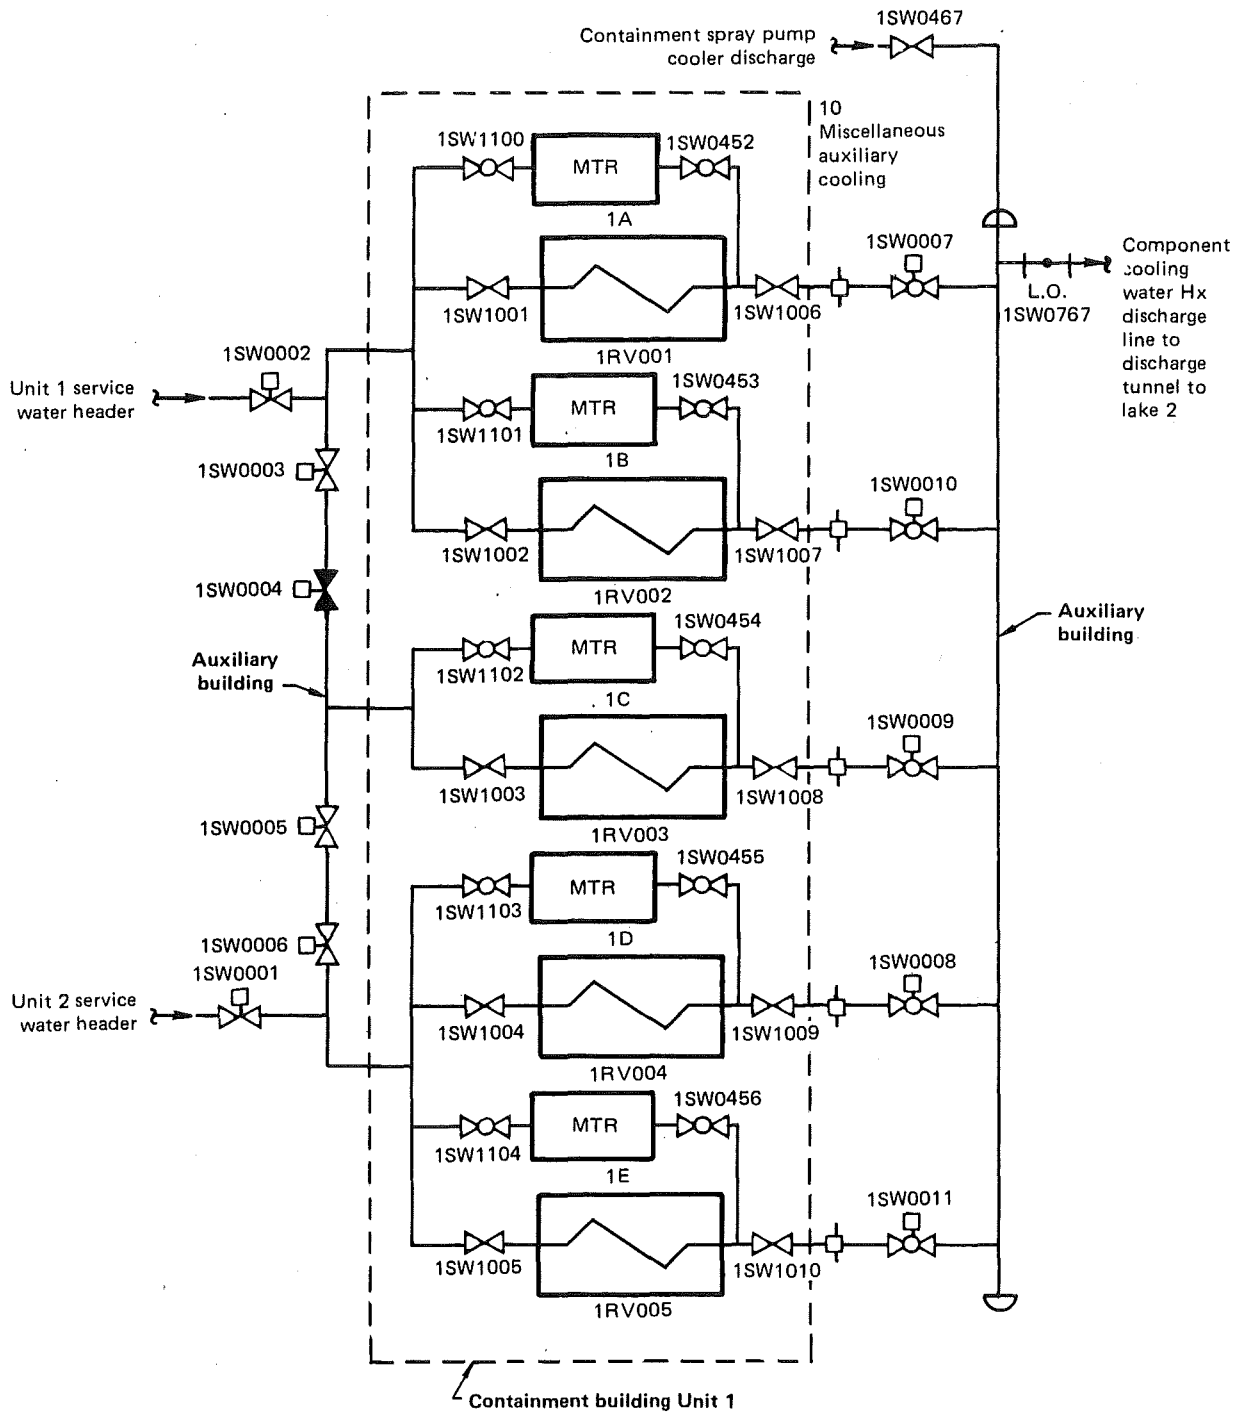 1SW0467
Containment spray pump
cooler discharge
10
Miscellaneous
auxiliary
cooling
1SW1100
MTR
1SW0452
1A
1SW0007
Component
cooling
water Hx
discharge
line to
discharge
tunnel to
lake 2
L.O.
1SW0767
1SW1001
1SW1006
1RV001
1SW0002
Unit 1 service
water header
1SW0453
MTR
1SW1101
1B
1SW0003
1SW0010
1SW1002
1SW1007
1RV002
1SW0004
1SW0454
MTR
1SW1102
Auxiliary
building
Auxiliary
building
1C
1SW0009
1SW1003
1SW1008
1RV003
1SW0005
1SW0455
MTR
1SW1103
1D
1SW0006
1SW0001
1SW0008
Unit 2 service
water header
1SW1004
1SW1009
1RV004
1SW0456
MTR
1SW1104
1E
1SW0011
1SW1005
1SW1010
1RV005
Containment building Unit 1